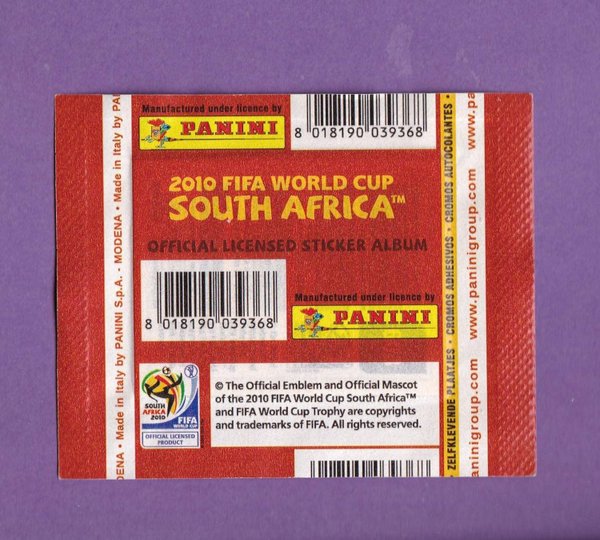 Manufactured under licence by
PANINI
8 018190 039368
2010 FIFA WORLD CUP
SOUTH AFRICA™
OFFICIAL LICENSED STICKER ALBUM
8 018190 039368
Manufactured under licence by
PANINI
SOUTH
AFRICA
2010
FIFA
WORLD CUP
OFFICIAL LICENSED
PRODUCT
© The Official Emblem and Official Mascot
of the 2010 FIFA World Cup South Africa™
and FIFA World Cup Trophy are copyrights
and trademarks of FIFA. All rights reserved.
DENA • Made in Italy by PANINI S.p.A. - MODENA • Made in Italy by PA
• ZELFKLEVENDE PLAATJES • CROMOS ADHESIVOS • CROMOS AUTOCOLANTES •
aninigroup.com www.paninigroup.com www.p